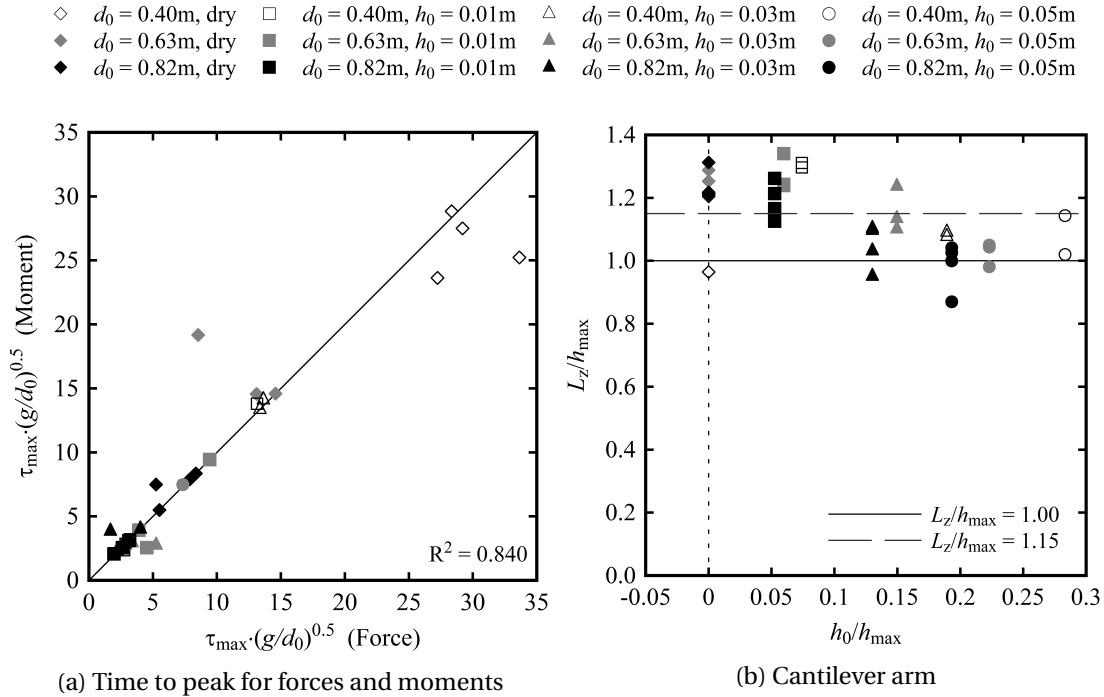 d₀ = 0.40m, dry d₀ = 0.40m, h₀ = 0.01m d₀ = 0.40m, h₀ = 0.03m d₀ = 0.40m, h₀ = 0.05m
d₀ = 0.63m, dry d₀ = 0.63m, h₀ = 0.01m d₀ = 0.63m, h₀ = 0.03m d₀ = 0.63m, h₀ = 0.05m
d₀ = 0.82m, dry d₀ = 0.82m, h₀ = 0.01m d₀ = 0.82m, h₀ = 0.03m d₀ = 0.82m, h₀ = 0.05m
35
30
25
20
15
10
5
0
τmax·(g/d₀)^0.5 (Moment)
R² = 0.840
0 5 10 15 20 25 30 35
τmax·(g/d₀)^0.5 (Force)
(a) Time to peak for forces and moments
1.4
1.2
1.0
0.8
0.6
0.4
0.2
0.0
Lz/hmax
Lz/hmax = 1.00
Lz/hmax = 1.15
-0.05 0 0.05 0.1 0.15 0.2 0.25 0.3
h₀/hmax
(b) Cantilever arm